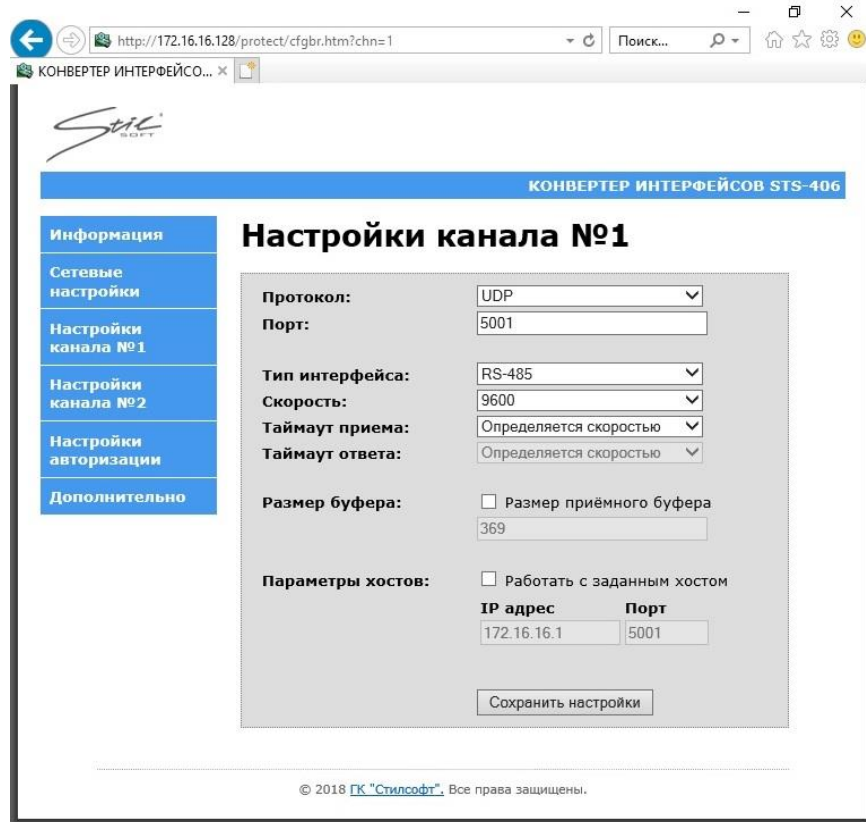 http://172.16.16.128/protect/cfgbr.htm?chn=1
Поиск...
КОНВЕРТЕР ИНТЕРФЕЙСО...
Stil
SOFT
КОНВЕРТЕР ИНТЕРФЕЙСОВ STS-406
Информация
Сетевые
настройки
Настройки
канала №1
Настройки
канала №2
Настройки
авторизации
Дополнительно
Настройки канала №1
Протокол: UDP
Порт: 5001
Тип интерфейса: RS-485
Скорость: 9600
Таймаут приема: Определяется скоростью
Таймаут ответа: Определяется скоростью
Размер буфера: Размер приёмного буфера
369
Параметры хостов: Работать с заданным хостом
IP адрес Порт
172.16.16.1 5001
Сохранить настройки
© 2018 ГК "Стилсофт". Все права защищены.